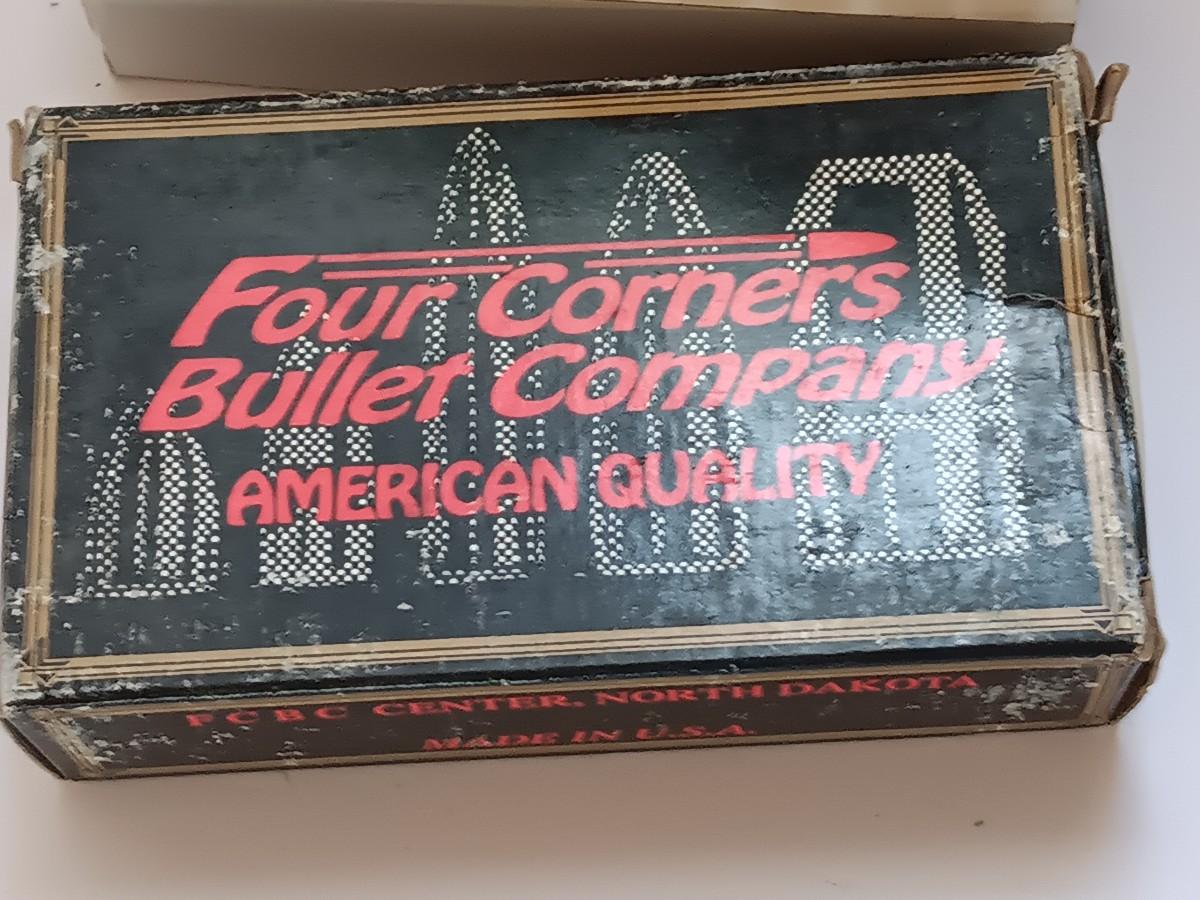 Four Corners
Bullet Company
AMERICAN QUALITY
F C B C CENTER, NORTH DAKOTA
MADE IN U.S.A.